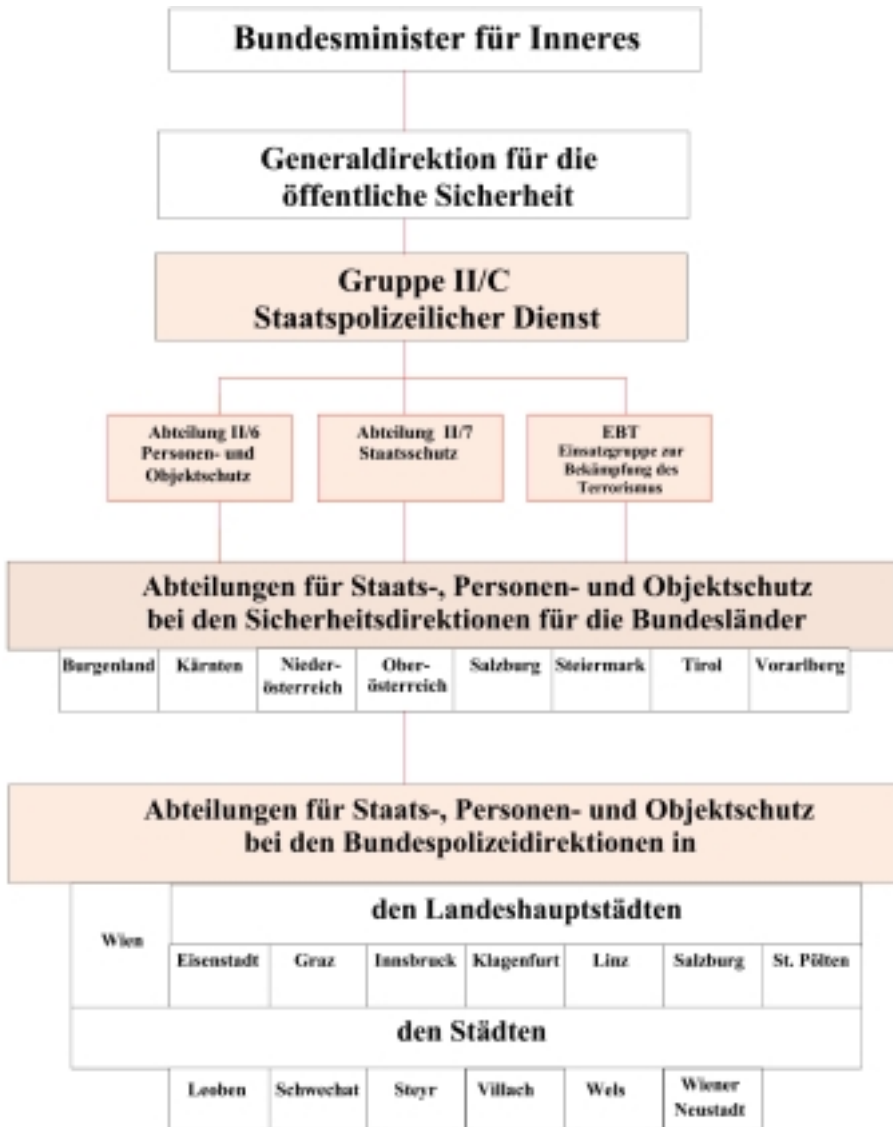 Bundesminister für Inneres
Generaldirektion für die
öffentliche Sicherheit
Gruppe II/C
Staatspolizeilicher Dienst
Abteilung II/6
Personen- und
Objektschutz
Abteilung II/7
Staatsschutz
EBT
Einsatzgruppe zur
Bekämpfung des
Terrorismus
Abteilungen für Staats-, Personen- und Objektschutz
bei den Sicherheitsdirektionen für die Bundesländer
Burgenland
Kärnten
Nieder-
österreich
Ober-
österreich
Salzburg
Steiermark
Tirol
Vorarlberg
Abteilungen für Staats-, Personen- und Objektschutz
bei den Bundespolizeidirektionen in
Wien
den Landeshauptstädten
Eisenstadt
Graz
Innsbruck
Klagenfurt
Linz
Salzburg
St. Pölten
den Städten
Leoben
Schwechat
Steyr
Villach
Wels
Wiener
Neustadt